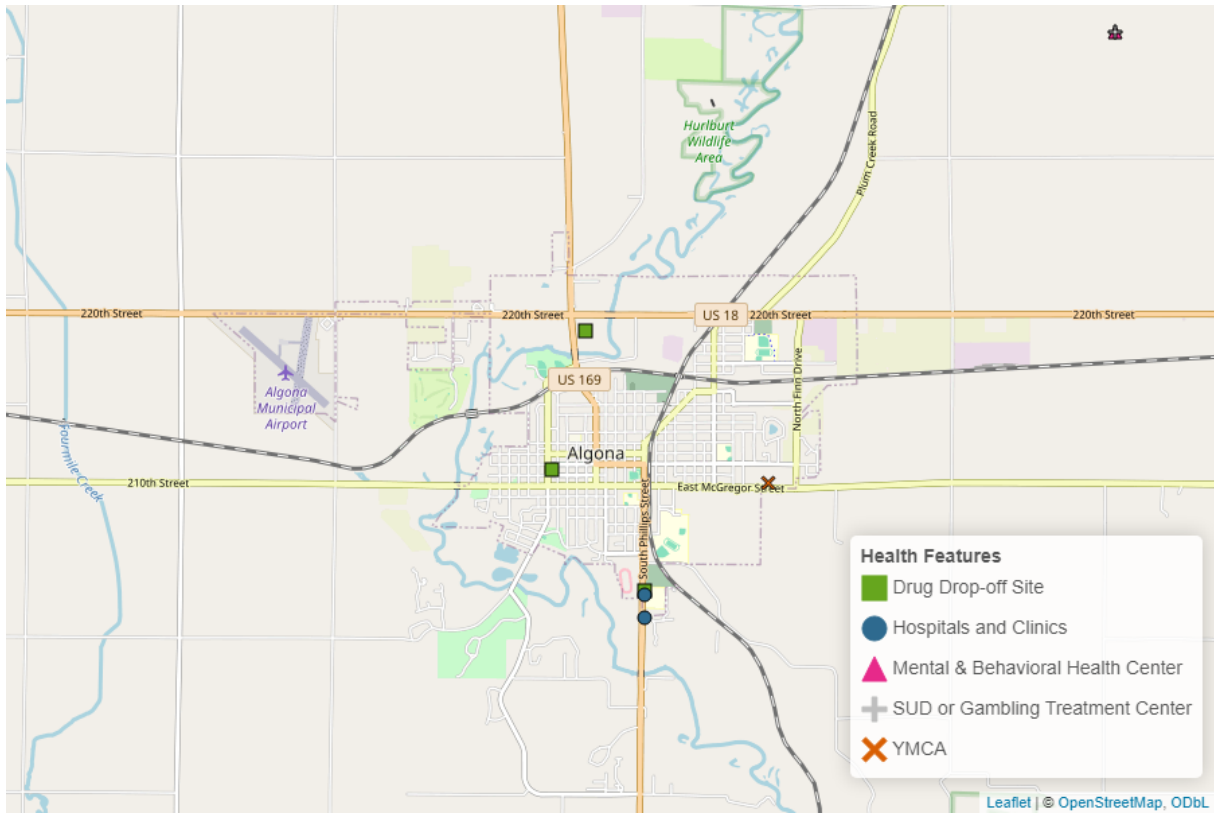 Hurlburt
Wildlife
Area
Plum Creek Road
220th Street
220th Street
US 18
220th Street
220th Street
Algona
Municipal
Airport
US 169
North Finn Drive
Fourmile Creek
Algona
210th Street
East McGregor Street
South Phillips Street
Health Features
Drug Drop-off Site
Hospitals and Clinics
Mental & Behavioral Health Center
SUD or Gambling Treatment Center
YMCA
Leaflet | © OpenStreetMap, ODbL